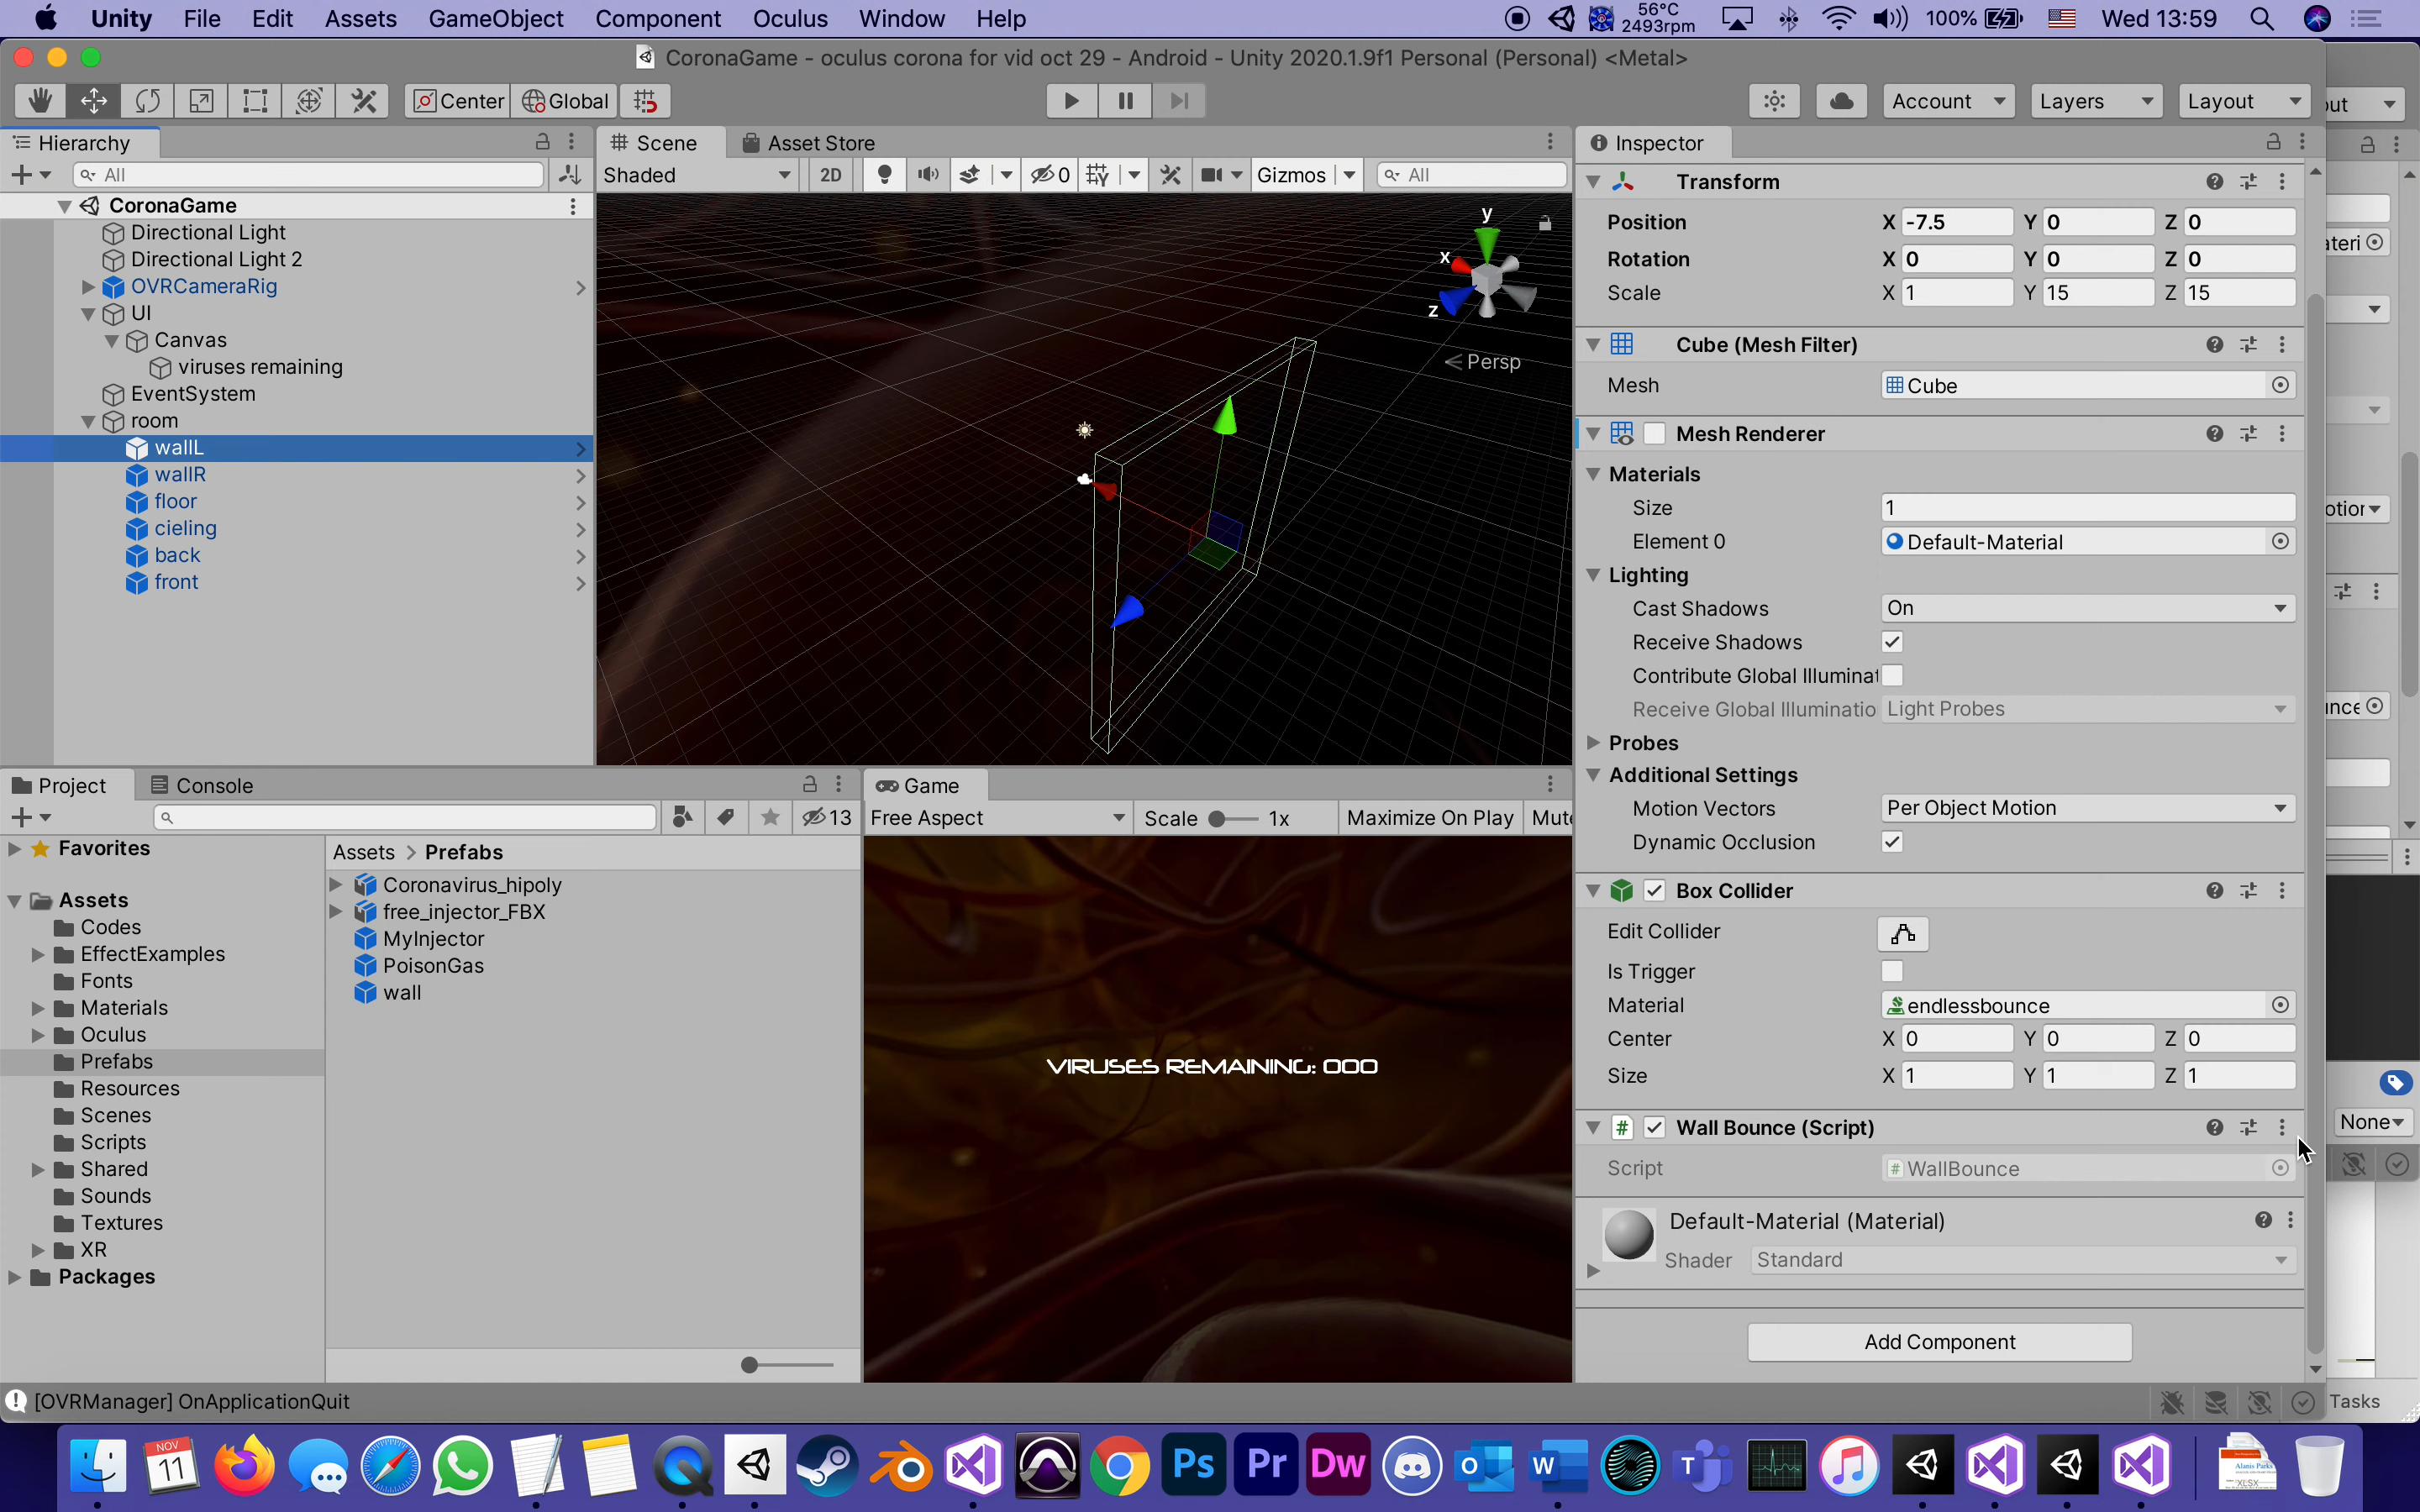 Unity File Edit Assets GameObject Component Oculus Window Help 56°C 2493rpm 100% Wed 13:59
CoronaGame - oculus corona for vid oct 29 - Android - Unity 2020.1.9f1 Personal (Personal) <Metal>
Center Global Account Layers Layout
Hierarchy
All
CoronaGame
Directional Light
Directional Light 2
OVRCameraRig
UI
Canvas
viruses remaining
EventSystem
room
wallL
wallR
floor
cieling
back
front
Scene Asset Store
Shaded 2D 0 Gizmos All
y
x
z
< Persp
Inspector
Transform
Position X -7.5 Y 0 Z 0
Rotation X 0 Y 0 Z 0
Scale X 1 Y 15 Z 15
Cube (Mesh Filter)
Mesh Cube
Mesh Renderer
Materials
Size 1
Element 0 Default-Material
Lighting
Cast Shadows On
Receive Shadows
Contribute Global Illuminat
Receive Global Illuminatio Light Probes
Probes
Additional Settings
Motion Vectors Per Object Motion
Dynamic Occlusion
Box Collider
Edit Collider
Is Trigger
Material endlessbounce
Center X 0 Y 0 Z 0
Size X 1 Y 1 Z 1
# Wall Bounce (Script)
Script # WallBounce
Default-Material (Material)
Shader Standard
Add Component
Project Console
13
Favorites
Assets
Codes
EffectExamples
Fonts
Materials
Oculus
Prefabs
Resources
Scenes
Scripts
Shared
Sounds
Textures
XR
Packages
Assets > Prefabs
Coronavirus_hipoly
free_injector_FBX
MyInjector
PoisonGas
wall
Game
Free Aspect Scale 1x Maximize On Play Mute
VIRUSES REMAINING: 000
None
[OVRManager] OnApplicationQuit
Tasks
NOV
11
Ps Pr Dw O W T
Alanis Parks
XLSX